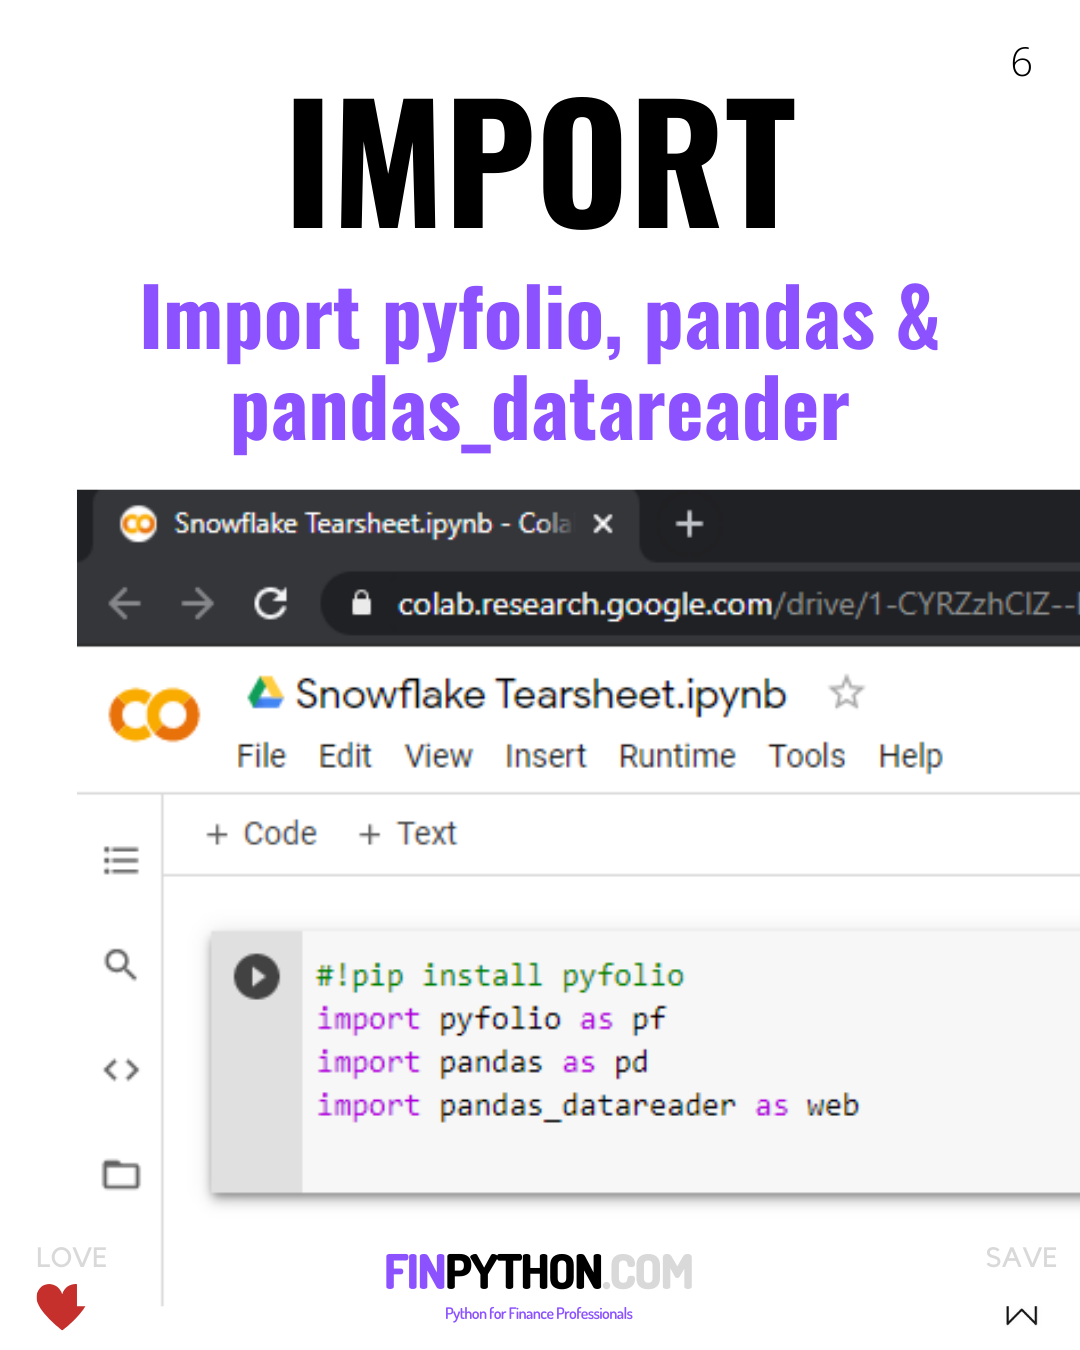 6
IMPORT
Import pyfolio, pandas &
pandas_datareader
Snowflake Tearsheet.ipynb - Cola
colab.research.google.com/drive/1-CYRZzhClZ--
Snowflake Tearsheet.ipynb
File Edit View Insert Runtime Tools Help
+ Code + Text
#!pip install pyfolio
import pyfolio as pf
import pandas as pd
import pandas_datareader as web
LOVE
FINPYTHON.COM
SAVE
Python for Finance Professionals